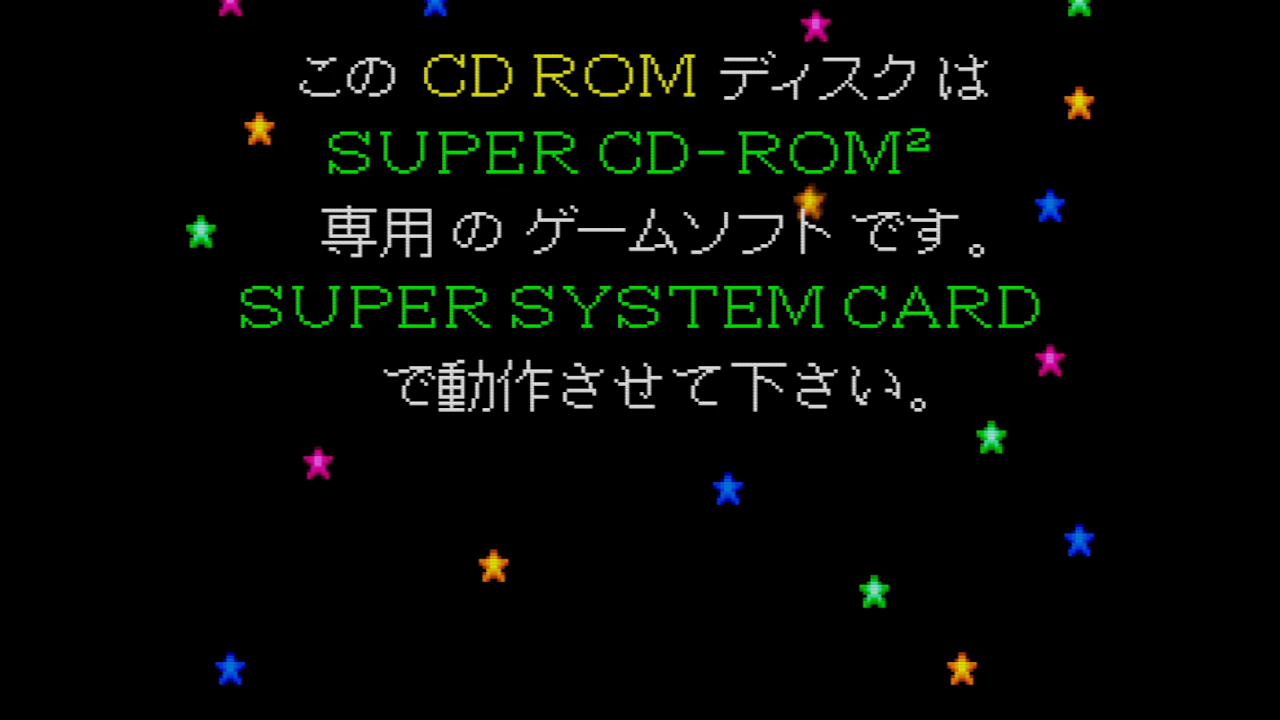 この CD ROM ディスク は
SUPER CD-ROM²
専用 の ゲームソフト です。
SUPER SYSTEM CARD
で動作させて下さい。